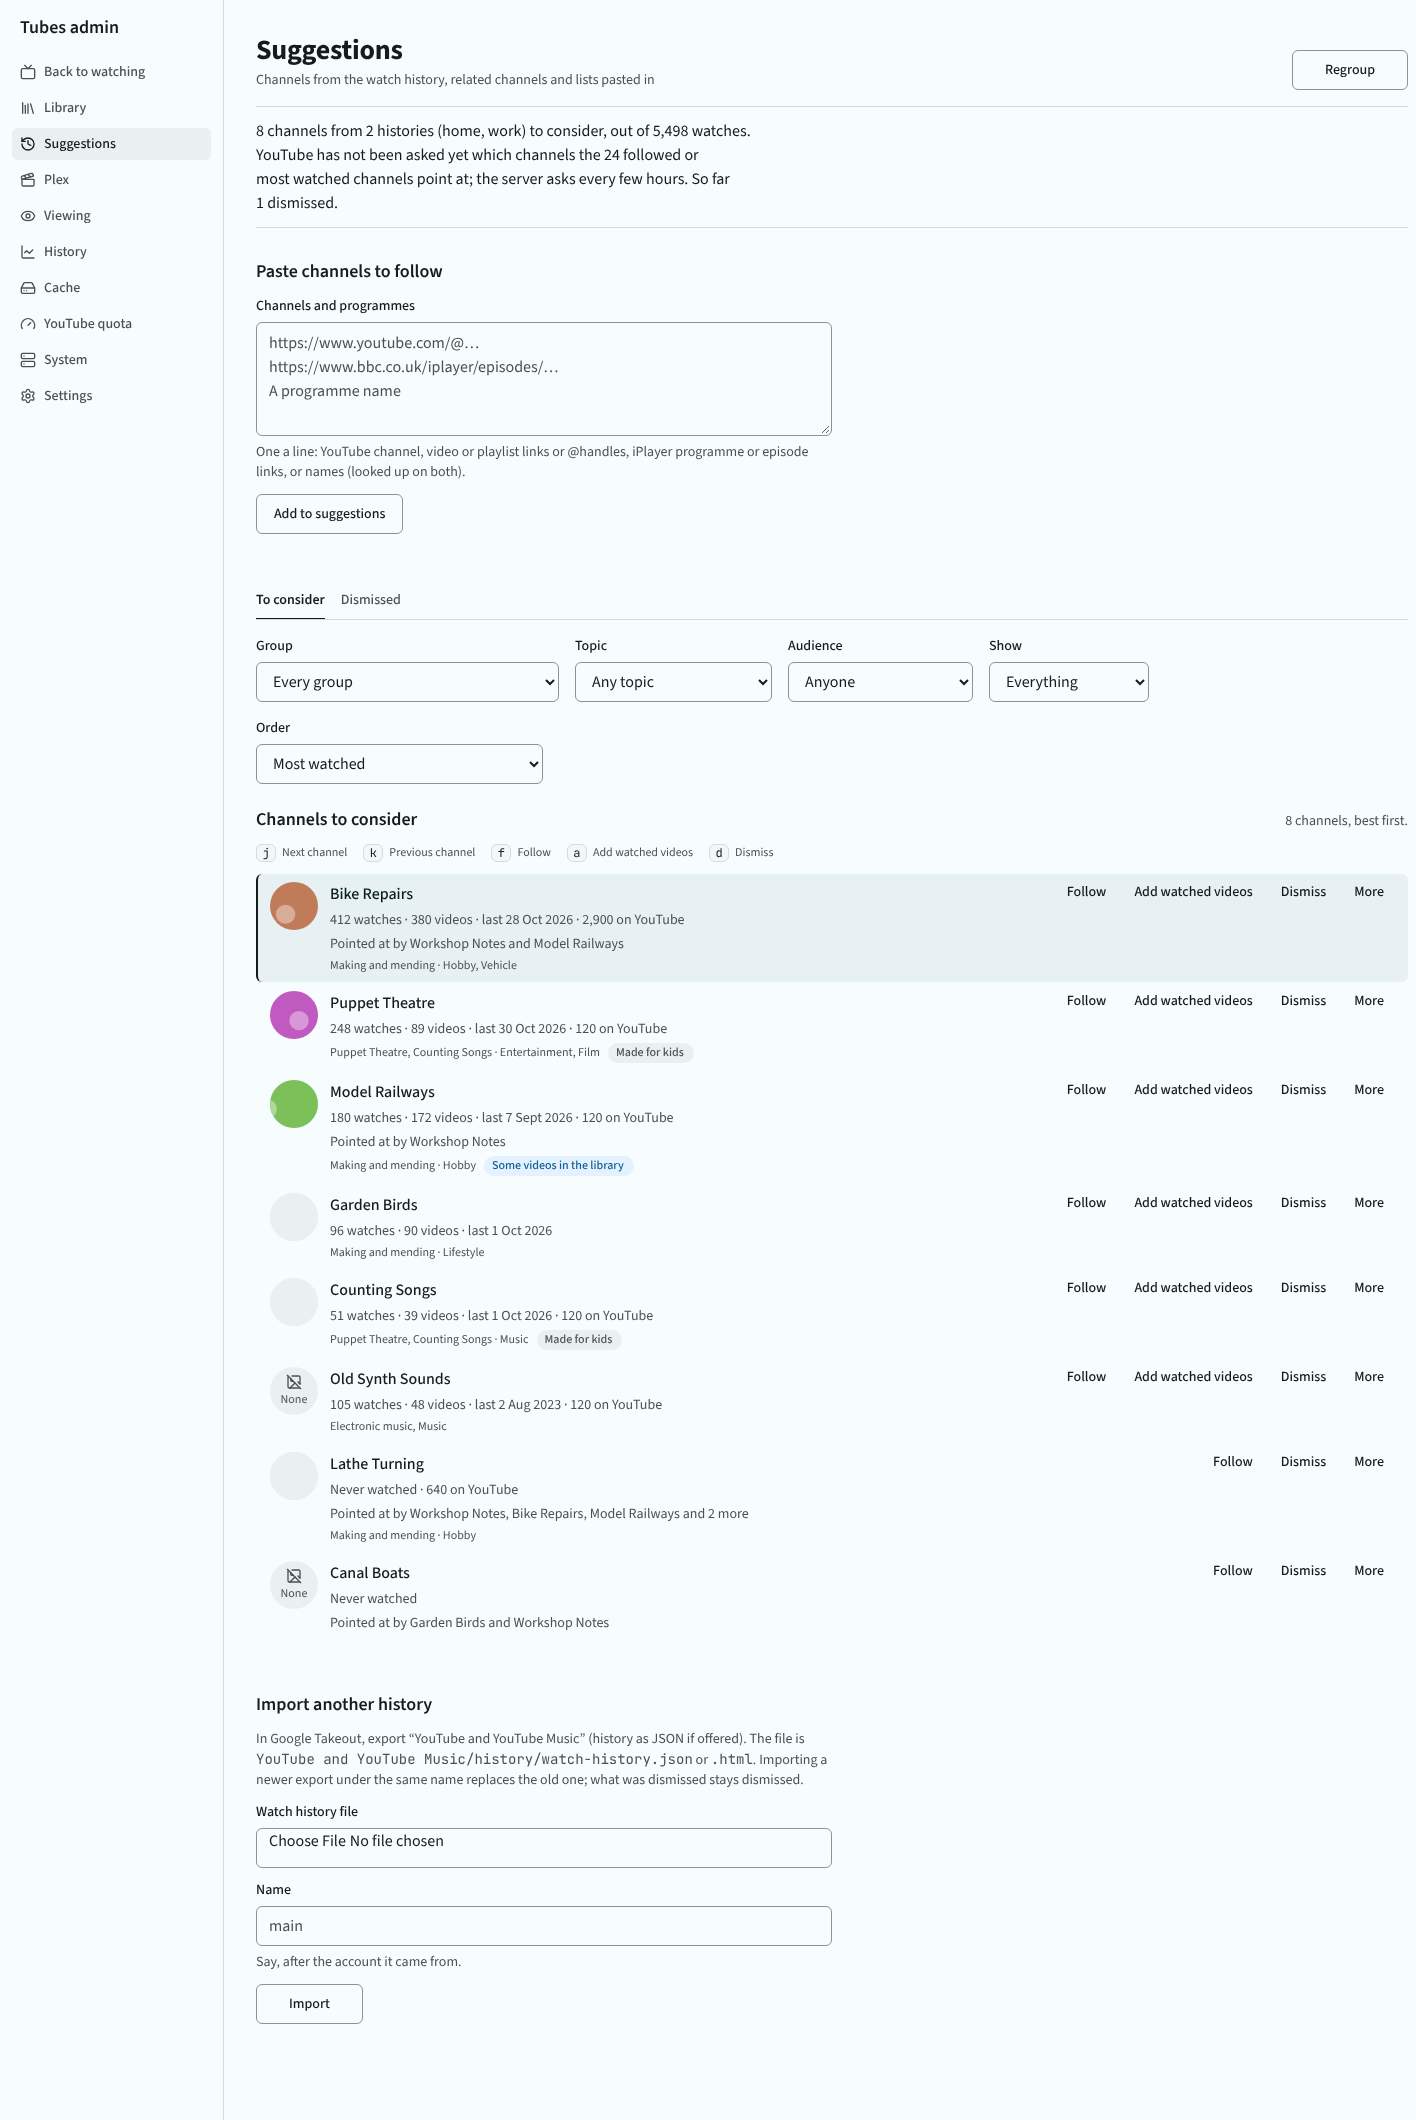 Tubes admin
Back to watching
Library
Suggestions
Plex
Viewing
History
Cache
YouTube quota
System
Settings
Suggestions
Channels from the watch history, related channels and lists pasted in
Regroup
8 channels from 2 histories (home, work) to consider, out of 5,498 watches.
YouTube has not been asked yet which channels the 24 followed or
most watched channels point at; the server asks every few hours. So far
1 dismissed.
Paste channels to follow
Channels and programmes
https://www.youtube.com/@…
https://www.bbc.co.uk/iplayer/episodes/…
A programme name
One a line: YouTube channel, video or playlist links or @handles, iPlayer programme or episode
links, or names (looked up on both).
Add to suggestions
To consider Dismissed
Group Topic Audience Show
Every group Any topic Anyone Everything
Order
Most watched
Channels to consider
8 channels, best first.
j Next channel k Previous channel f Follow a Add watched videos d Dismiss
Bike Repairs
Follow Add watched videos Dismiss More
412 watches · 380 videos · last 28 Oct 2026 · 2,900 on YouTube
Pointed at by Workshop Notes and Model Railways
Making and mending · Hobby, Vehicle
Puppet Theatre
Follow Add watched videos Dismiss More
248 watches · 89 videos · last 30 Oct 2026 · 120 on YouTube
Puppet Theatre, Counting Songs · Entertainment, Film Made for kids
Model Railways
Follow Add watched videos Dismiss More
180 watches · 172 videos · last 7 Sept 2026 · 120 on YouTube
Pointed at by Workshop Notes
Making and mending · Hobby Some videos in the library
Garden Birds
Follow Add watched videos Dismiss More
96 watches · 90 videos · last 1 Oct 2026
Making and mending · Lifestyle
Counting Songs
Follow Add watched videos Dismiss More
51 watches · 39 videos · last 1 Oct 2026 · 120 on YouTube
Puppet Theatre, Counting Songs · Music Made for kids
None
Old Synth Sounds
Follow Add watched videos Dismiss More
105 watches · 48 videos · last 2 Aug 2023 · 120 on YouTube
Electronic music, Music
Lathe Turning
Follow Dismiss More
Never watched · 640 on YouTube
Pointed at by Workshop Notes, Bike Repairs, Model Railways and 2 more
Making and mending · Hobby
None
Canal Boats
Follow Dismiss More
Never watched
Pointed at by Garden Birds and Workshop Notes
Import another history
In Google Takeout, export “YouTube and YouTube Music” (history as JSON if offered). The file is
YouTube and YouTube Music/history/watch-history.json or .html. Importing a
newer export under the same name replaces the old one; what was dismissed stays dismissed.
Watch history file
Choose File No file chosen
Name
main
Say, after the account it came from.
Import